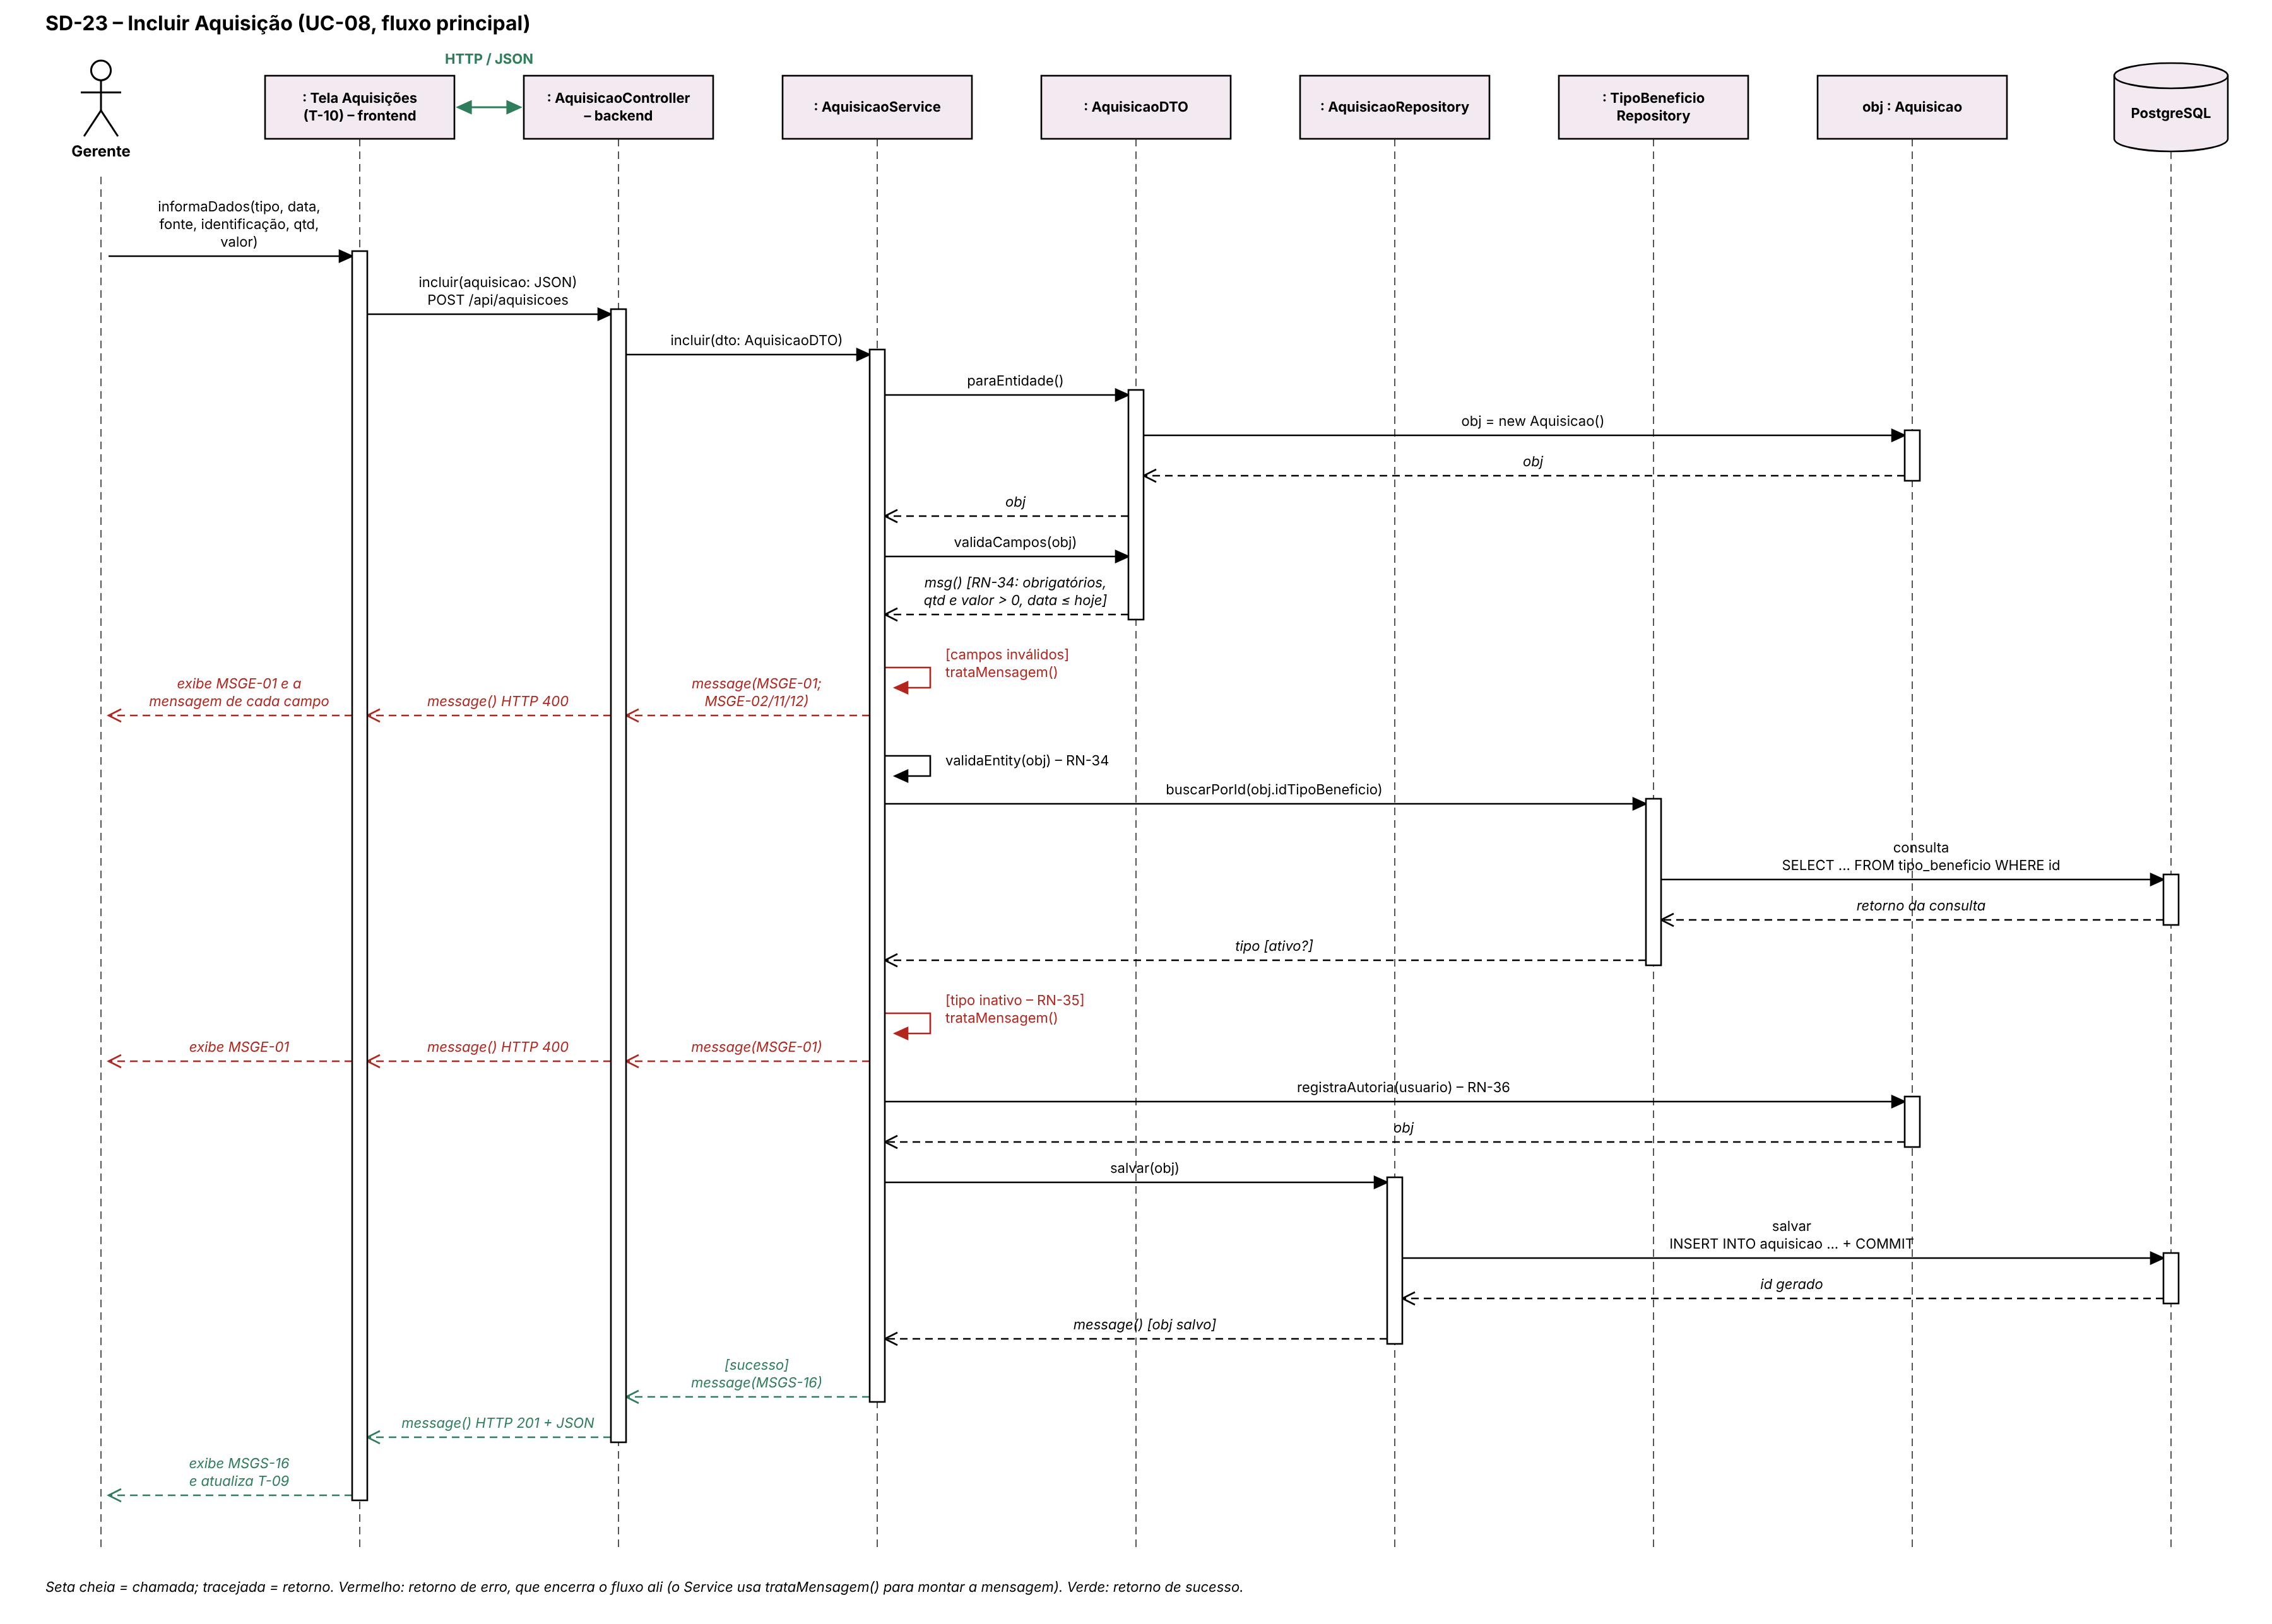 SD-23 – Incluir Aquisição (UC-08, fluxo principal)
HTTP / JSON
Gerente
: Tela Aquisições
(T-10) – frontend
: AquisicaoController
– backend
: AquisicaoService
: AquisicaoDTO
: AquisicaoRepository
: TipoBeneficio
Repository
obj : Aquisicao
PostgreSQL
informaDados(tipo, data,
fonte, identificação, qtd,
valor)
incluir(aquisicao: JSON)
POST /api/aquisicoes
incluir(dto: AquisicaoDTO)
paraEntidade()
obj = new Aquisicao()
obj
obj
validaCampos(obj)
msg() [RN-34: obrigatórios,
qtd e valor > 0, data ≤ hoje]
[campos inválidos]
trataMensagem()
message(MSGE-01;
MSGE-02/11/12)
message() HTTP 400
exibe MSGE-01 e a
mensagem de cada campo
validaEntity(obj) – RN-34
buscarPorId(obj.idTipoBeneficio)
consulta
SELECT ... FROM tipo_beneficio WHERE id
retorno da consulta
tipo [ativo?]
[tipo inativo – RN-35]
trataMensagem()
message(MSGE-01)
message() HTTP 400
exibe MSGE-01
registraAutoria(usuario) – RN-36
obj
salvar(obj)
salvar
INSERT INTO aquisicao ... + COMMIT
id gerado
message() [obj salvo]
[sucesso]
message(MSGS-16)
message() HTTP 201 + JSON
exibe MSGS-16
e atualiza T-09
Seta cheia = chamada; tracejada = retorno. Vermelho: retorno de erro, que encerra o fluxo ali (o Service usa trataMensagem() para montar a mensagem). Verde: retorno de sucesso.